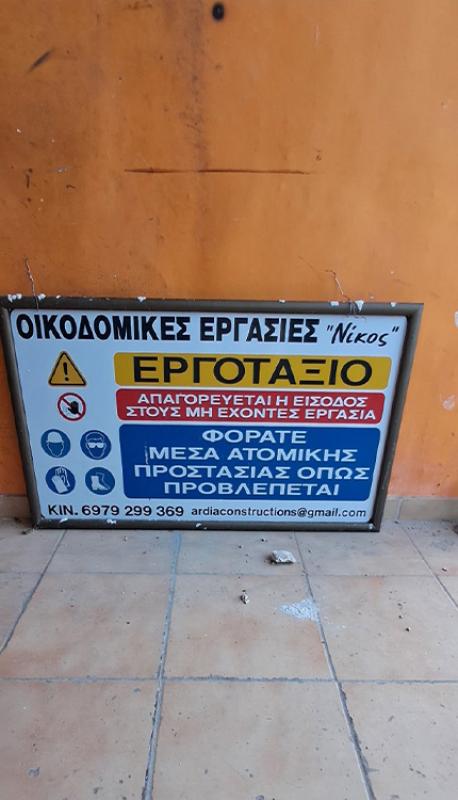 ΟΙΚΟΔΟΜΙΚΕΣ ΕΡΓΑΣΙΕΣ "Νίκος"
ΕΡΓΟΤΑΞΙΟ
ΑΠΑΓΟΡΕΥΕΤΑΙ Η ΕΙΣΟΔΟΣ
ΣΤΟΥΣ ΜΗ ΕΧΟΝΤΕΣ ΕΡΓΑΣΙΑ
ΦΟΡΑΤΕ
ΜΕΣΑ ΑΤΟΜΙΚΗΣ
ΠΡΟΣΤΑΣΙΑΣ ΟΠΩΣ
ΠΡΟΒΛΕΠΕΤΑΙ
ΚΙΝ. 6979 299 369 ardiaconstructions@gmail.com